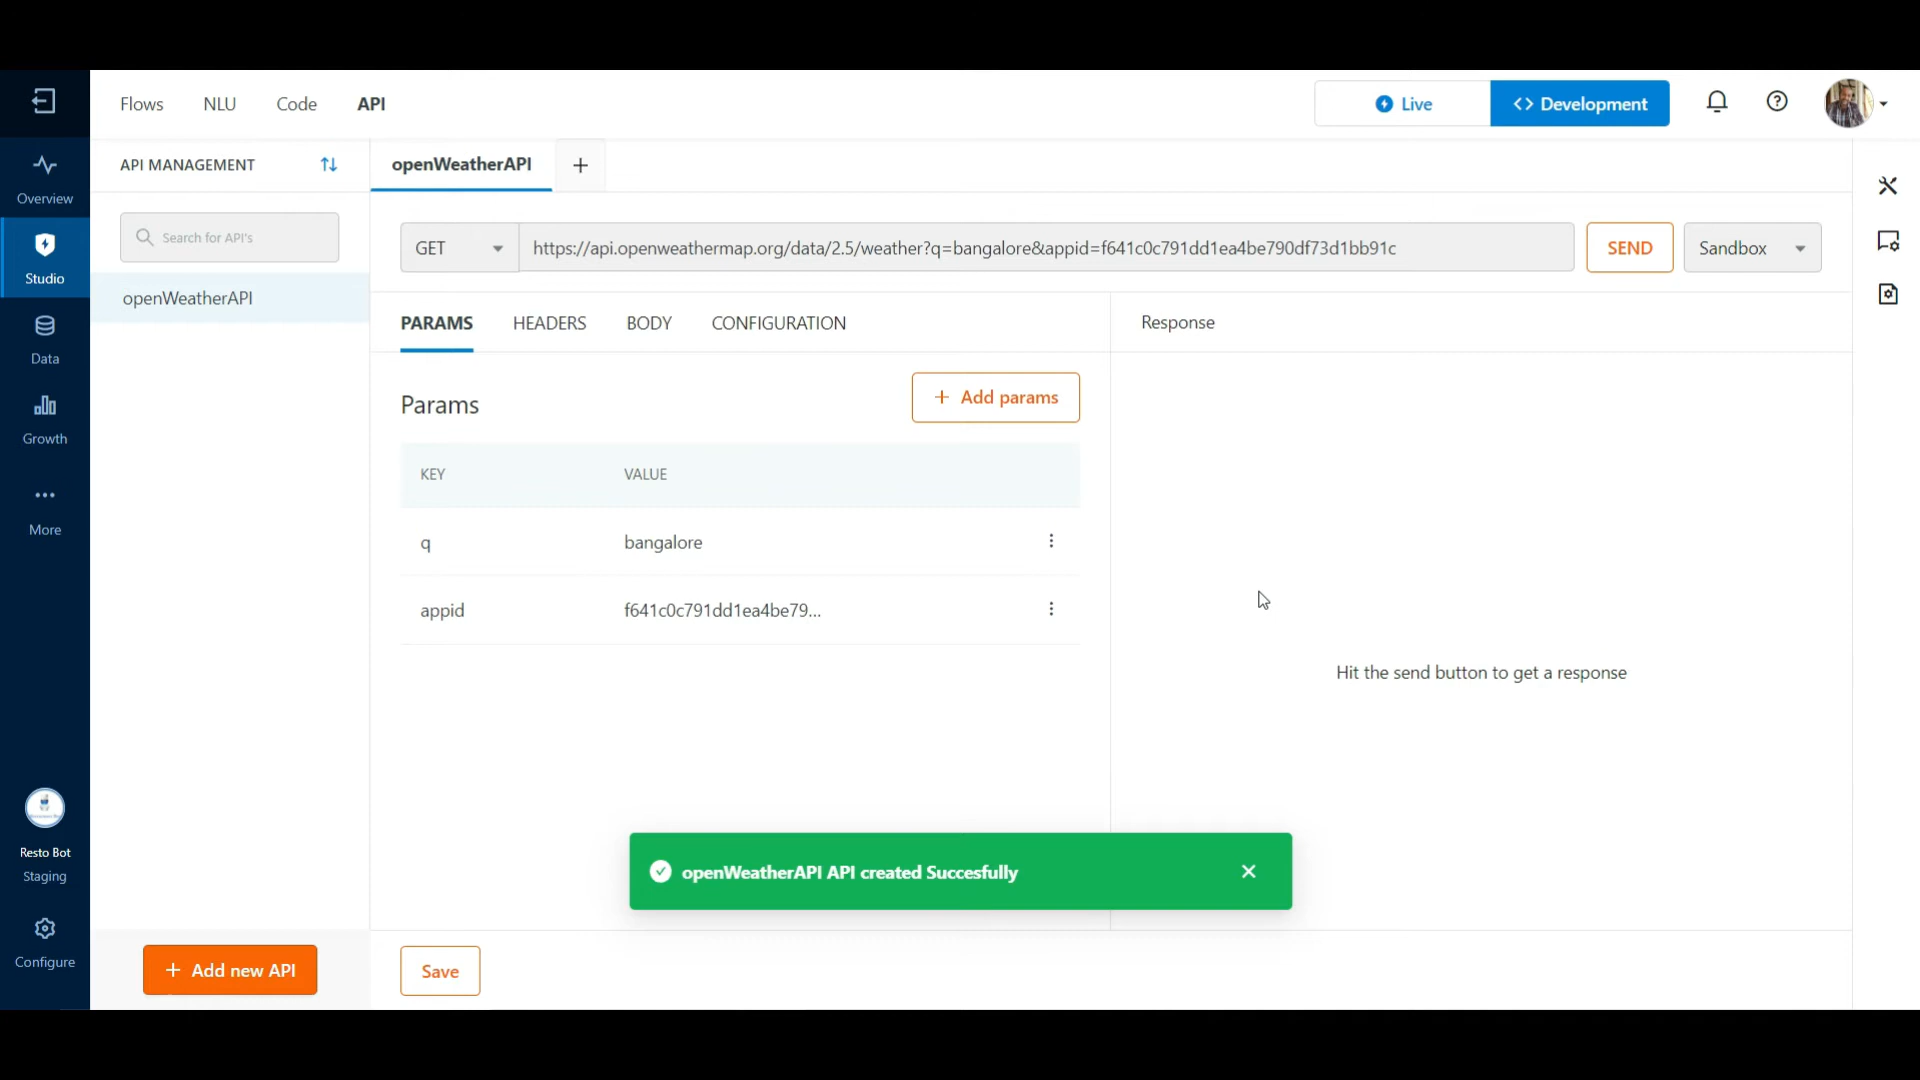 Flows NLU Code API
Live
Development
API MANAGEMENT
openWeatherAPI
Overview
Search for API's
GET
https://api.openweathermap.org/data/2.5/weather?q=bangalore&appid=f641c0c791dd1ea4be790df73d1bb91c
SEND
Sandbox
Studio
openWeatherAPI
PARAMS HEADERS BODY CONFIGURATION
Response
Data
Params
Add params
Growth
KEY VALUE
More
q bangalore
appid f641c0c791dd1ea4be79...
Hit the send button to get a response
Resto Bot
Staging
openWeatherAPI API created Succesfully
Configure
Add new API
Save